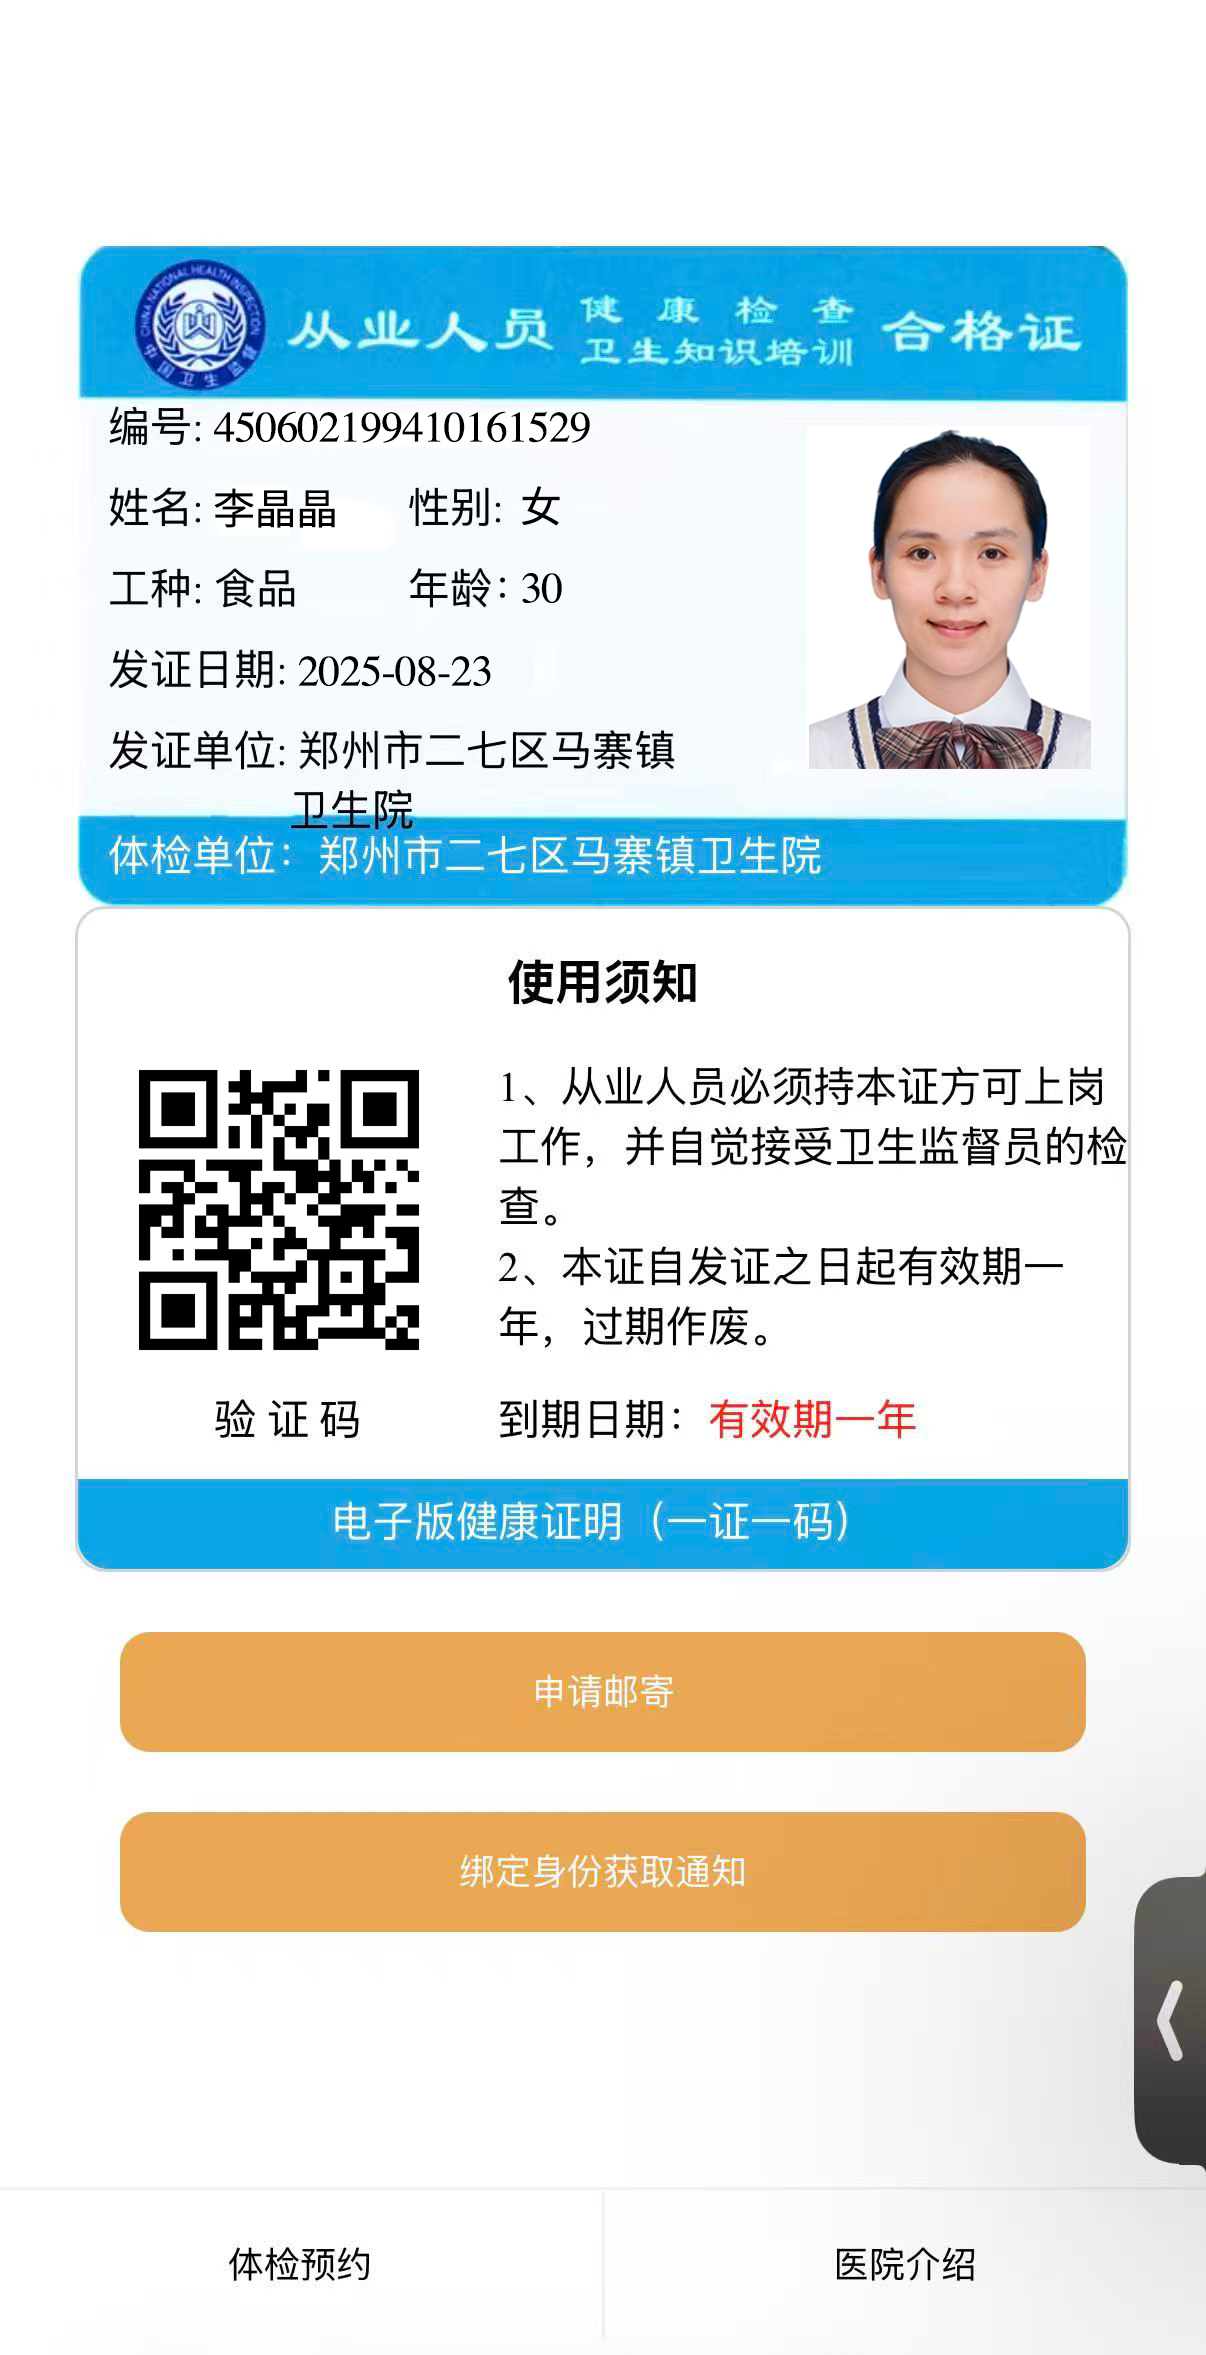 CHINA NATIONAL HEALTH INSPECTION
中国卫生监督
从业人员 健康检查 卫生知识培训 合格证
编号: 450602199410161529
姓名: 李晶晶 性别: 女
工种: 食品 年龄: 30
发证日期: 2025-08-23
发证单位: 郑州市二七区马寨镇
卫生院
体检单位：郑州市二七区马寨镇卫生院
使用须知
1、从业人员必须持本证方可上岗
工作，并自觉接受卫生监督员的检
查。
2、本证自发证之日起有效期一
年，过期作废。
验证码
到期日期：有效期一年
电子版健康证明（一证一码）
申请邮寄
绑定身份获取通知
体检预约
医院介绍